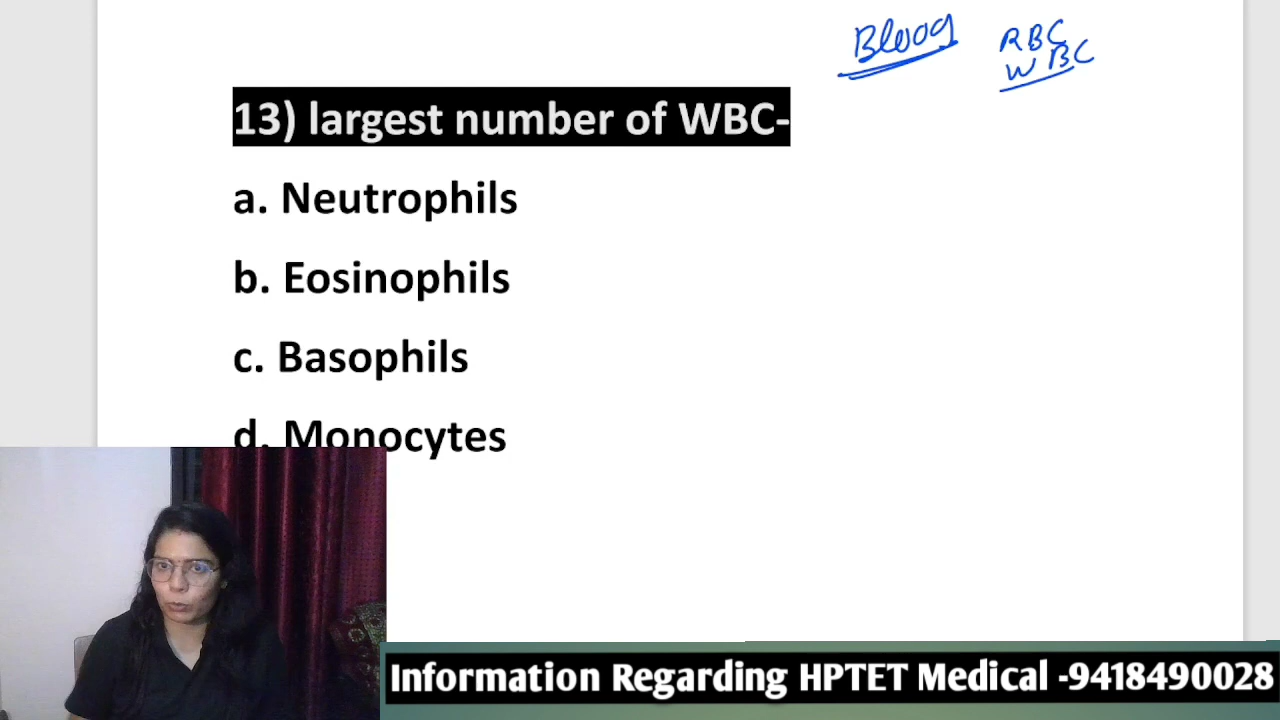 Blood
RBC
WBC
13) largest number of WBC-
a. Neutrophils
b. Eosinophils
c. Basophils
d. Monocytes
Information Regarding HPTET Medical -9418490028